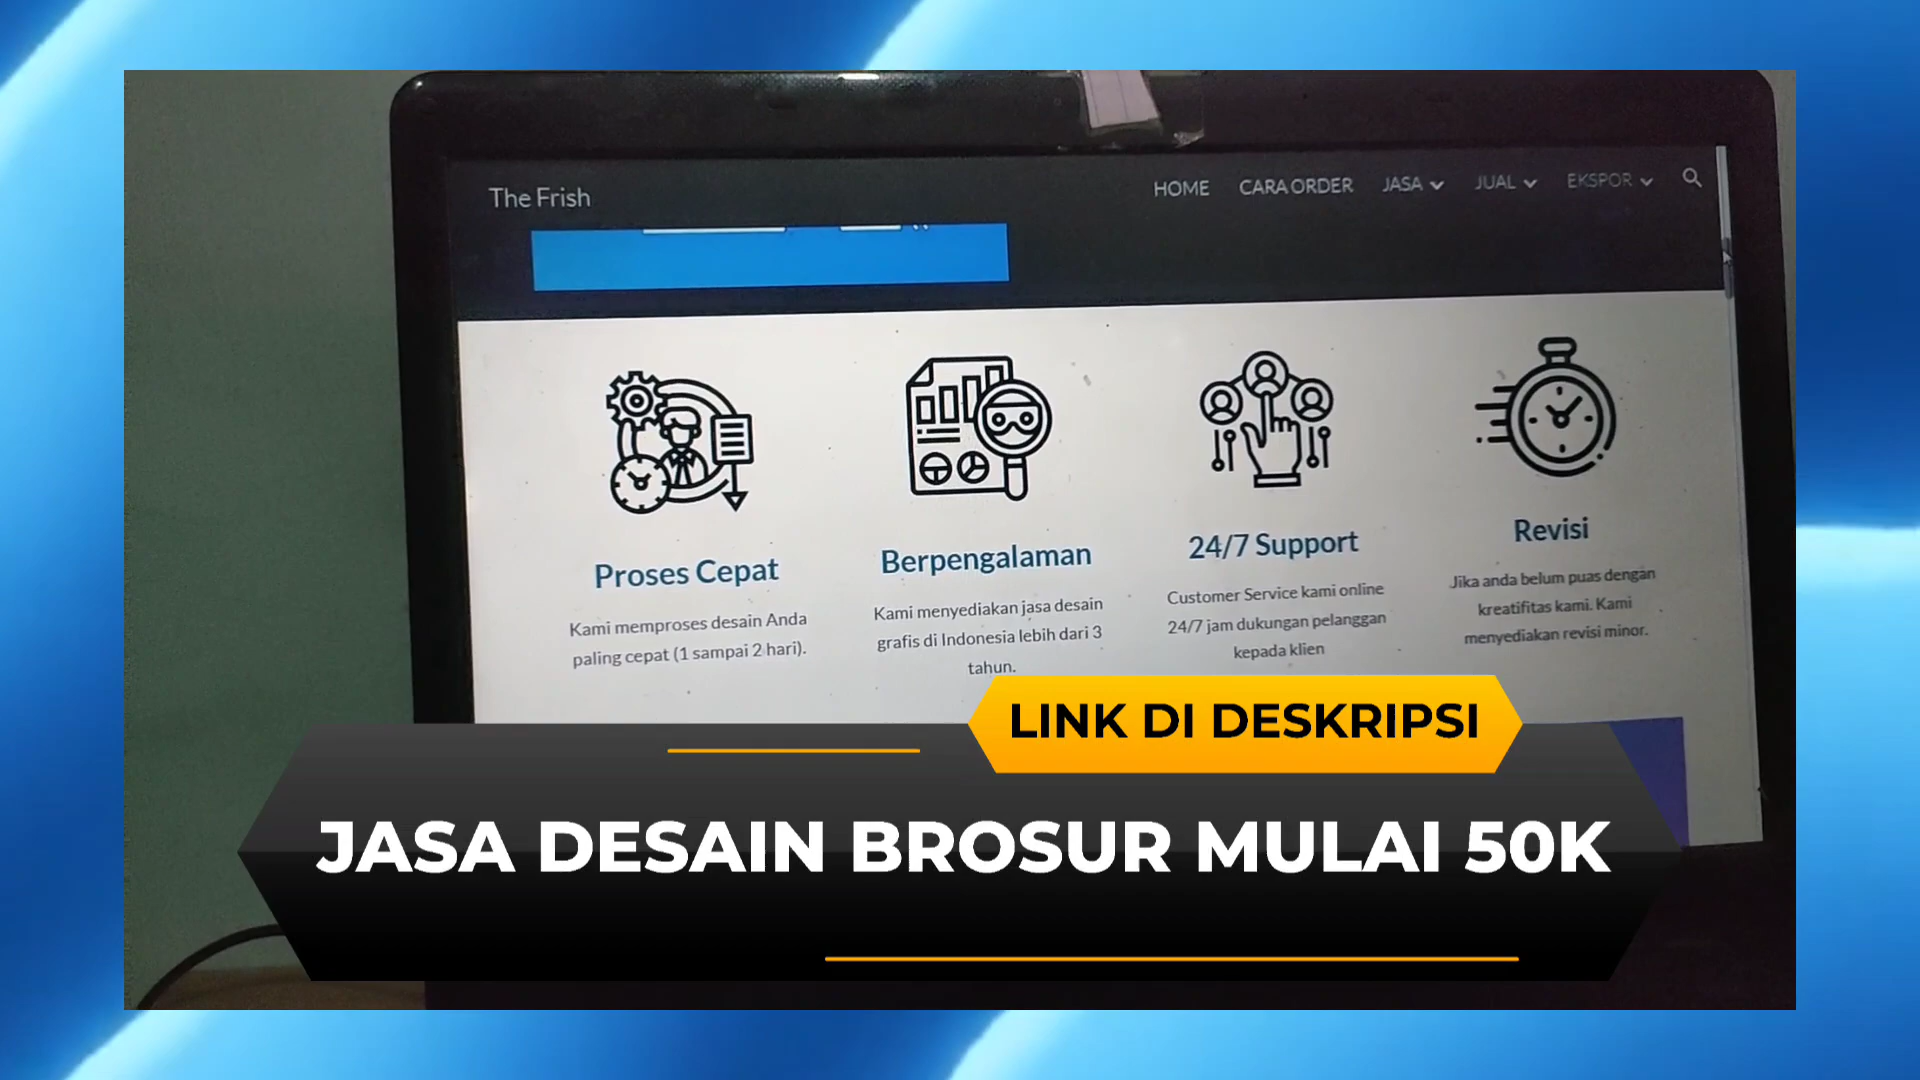 The Frish
HOME CARA ORDER JASA JUAL EKSPOR
Proses Cepat
Kami memproses desain Anda
paling cepat (1 sampai 2 hari).
Berpengalaman
Kami menyediakan jasa desain
grafis di Indonesia lebih dari 3
tahun.
24/7 Support
Customer Service kami online
24/7 jam dukungan pelanggan
kepada klien
Revisi
Jika anda belum puas dengan
kreatifitas kami. Kami
menyediakan revisi minor.
LINK DI DESKRIPSI
JASA DESAIN BROSUR MULAI 50K